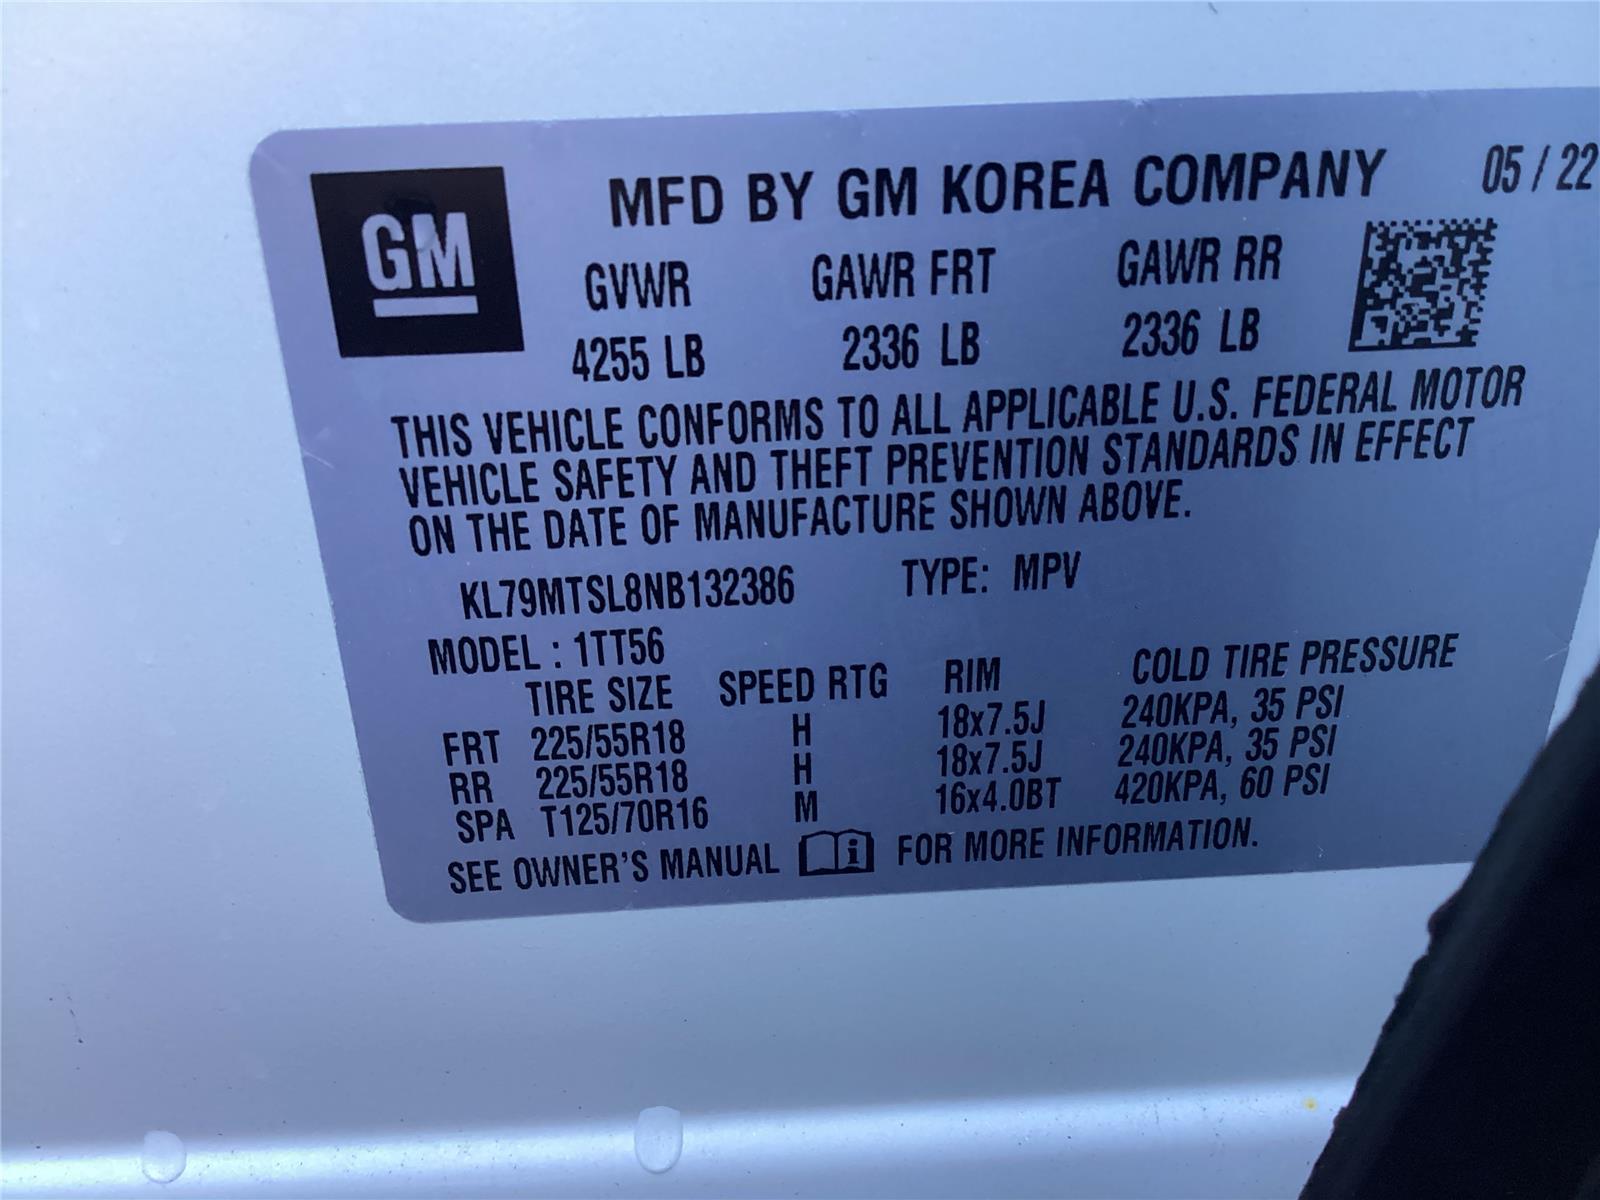 GM
MFD BY GM KOREA COMPANY 05 / 22
GVWR GAWR FRT GAWR RR
4255 LB 2336 LB 2336 LB
THIS VEHICLE CONFORMS TO ALL APPLICABLE U.S. FEDERAL MOTOR
VEHICLE SAFETY AND THEFT PREVENTION STANDARDS IN EFFECT
ON THE DATE OF MANUFACTURE SHOWN ABOVE.
KL79MTSL8NB132386 TYPE: MPV
MODEL : 1TT56
TIRE SIZE SPEED RTG RIM COLD TIRE PRESSURE
FRT 225/55R18 H 18x7.5J 240KPA, 35 PSI
RR 225/55R18 H 18x7.5J 240KPA, 35 PSI
SPA T125/70R16 M 16x4.0BT 420KPA, 60 PSI
SEE OWNER'S MANUAL FOR MORE INFORMATION.